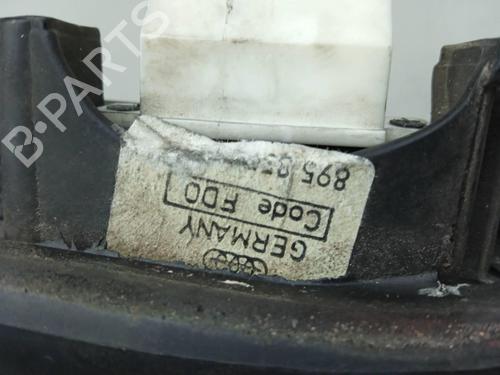 B-PARTS
GERMANY
Code FDO
895